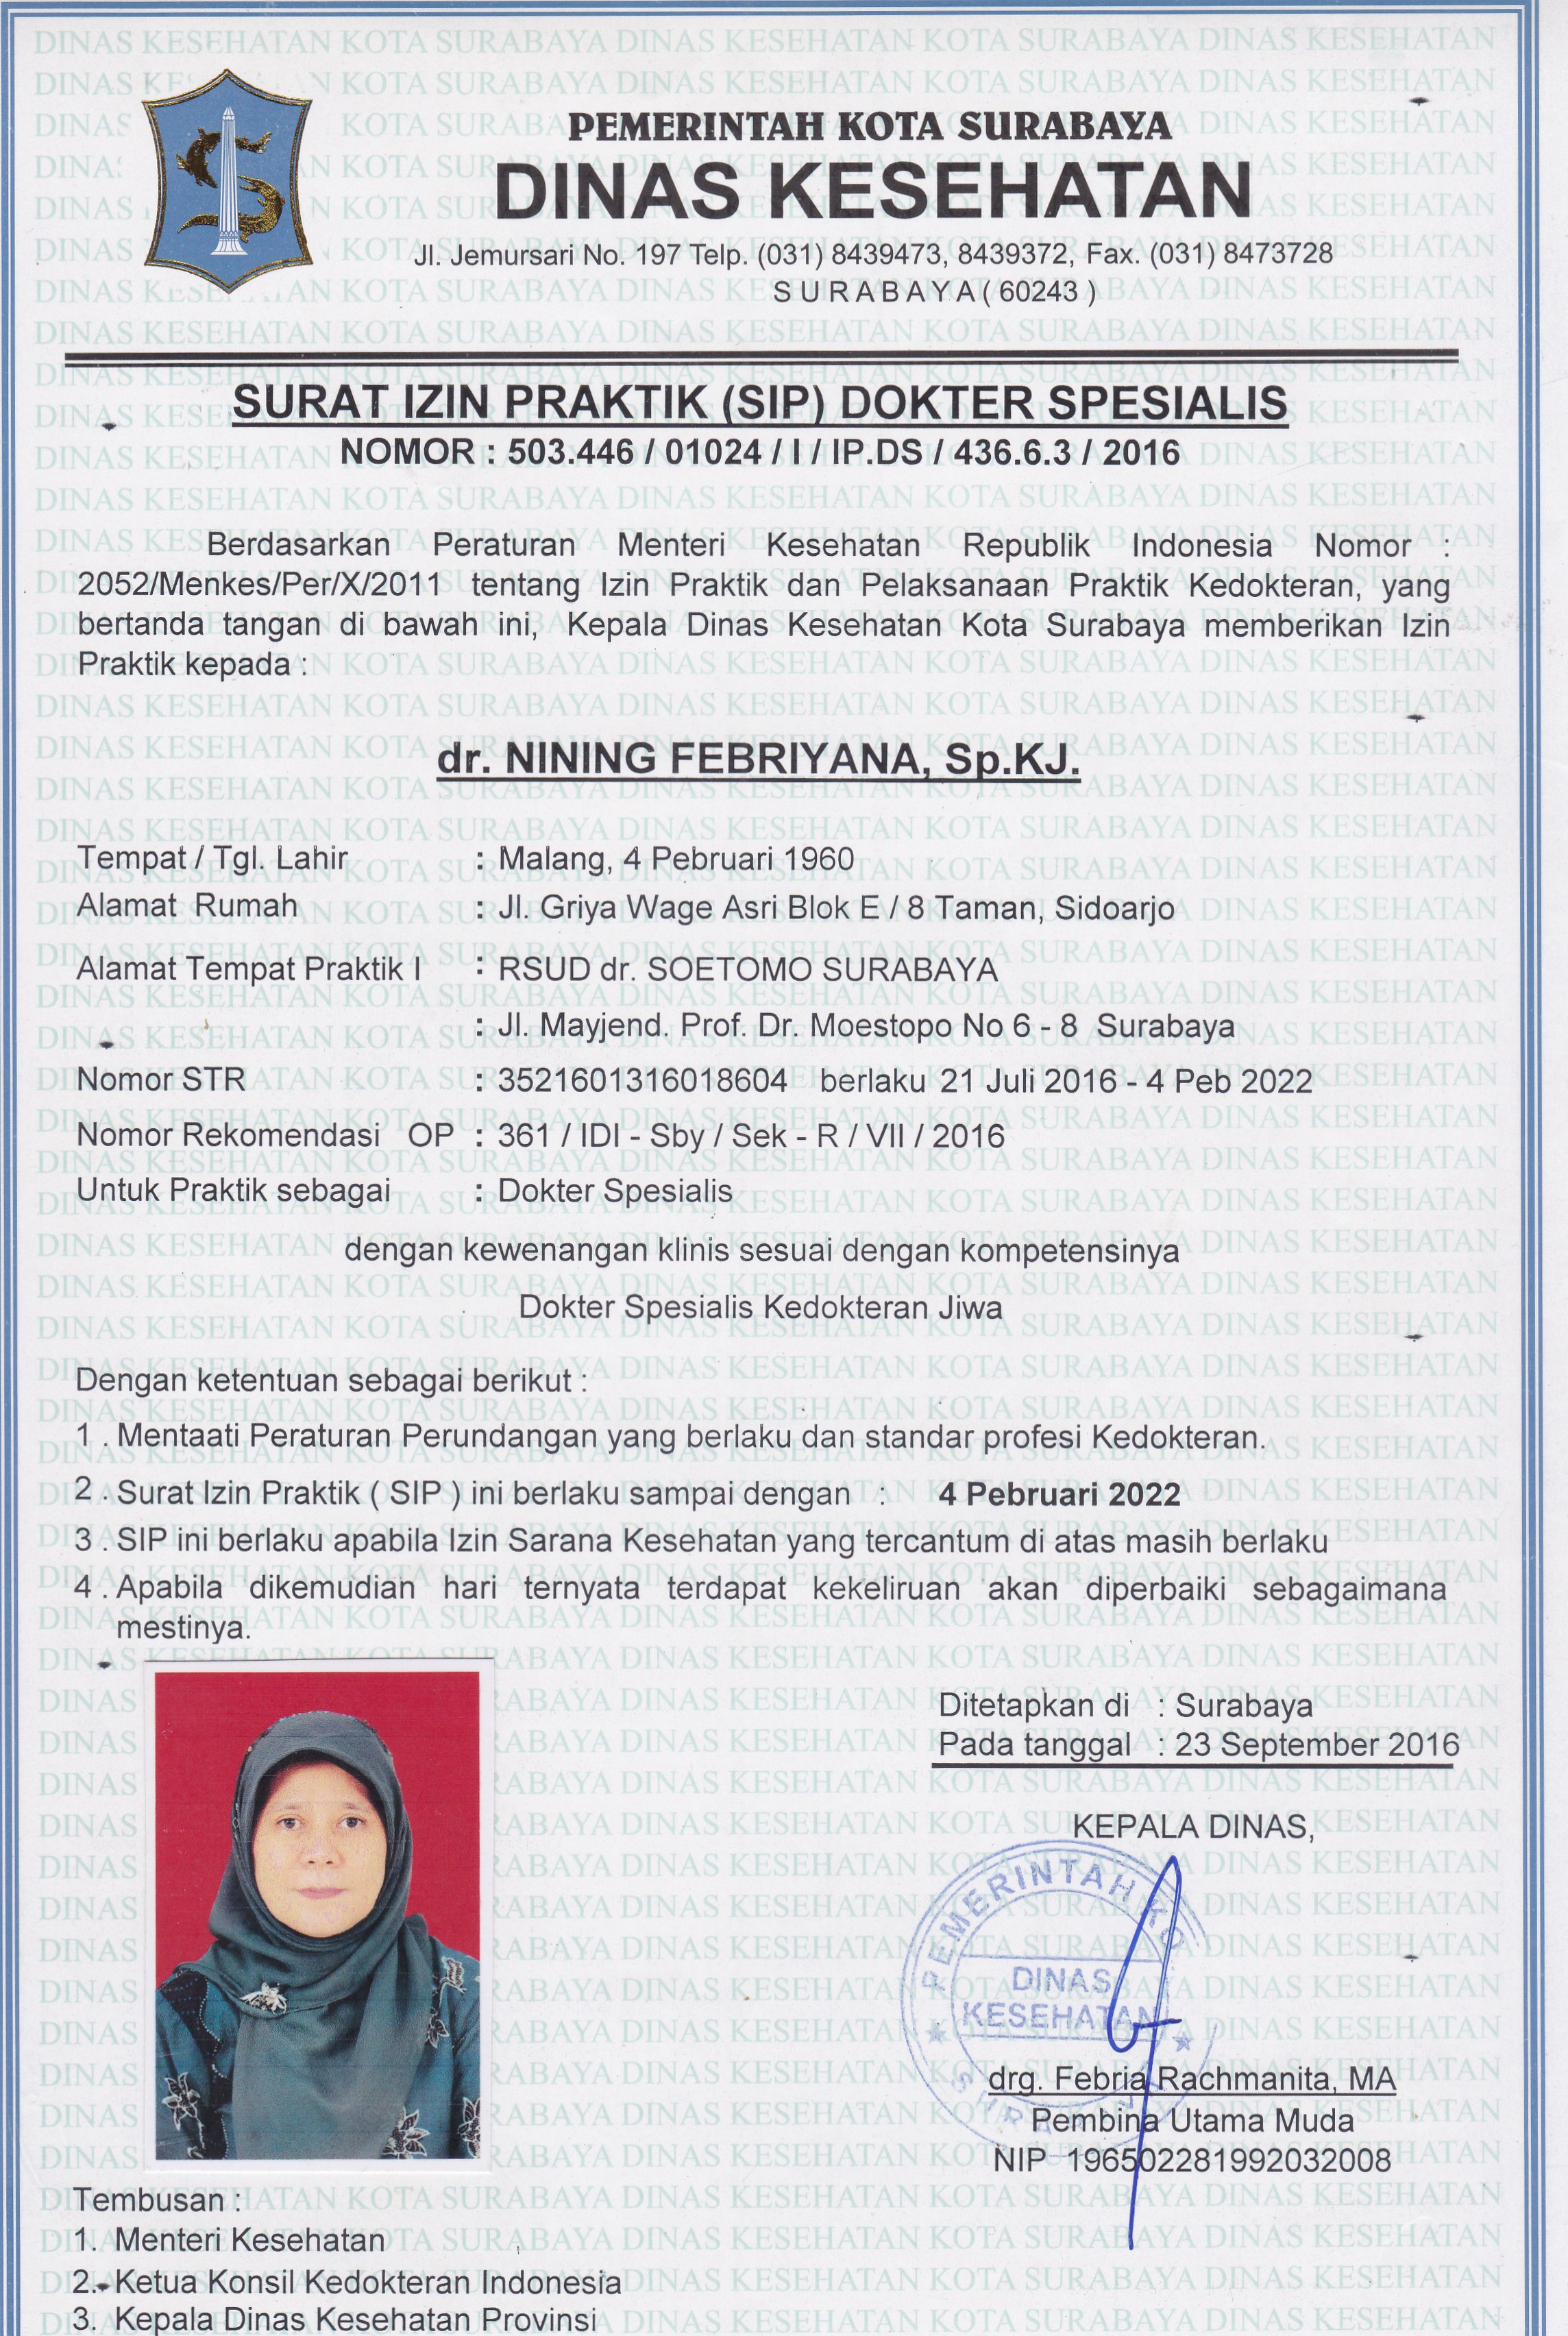 PEMERINTAH KOTA SURABAYA
DINAS KESEHATAN
Jl. Jemursari No. 197 Telp. (031) 8439473, 8439372, Fax. (031) 8473728
SURABAYA ( 60243 )
SURAT IZIN PRAKTIK (SIP) DOKTER SPESIALIS
NOMOR : 503.446 / 01024 / I / IP.DS / 436.6.3 / 2016
Berdasarkan Peraturan Menteri Kesehatan Republik Indonesia Nomor :
2052/Menkes/Per/X/2011 tentang Izin Praktik dan Pelaksanaan Praktik Kedokteran, yang
bertanda tangan di bawah ini, Kepala Dinas Kesehatan Kota Surabaya memberikan Izin
Praktik kepada :
dr. NINING FEBRIYANA, Sp.KJ.
Tempat / Tgl. Lahir : Malang, 4 Pebruari 1960
Alamat Rumah : Jl. Griya Wage Asri Blok E / 8 Taman, Sidoarjo
Alamat Tempat Praktik I : RSUD dr. SOETOMO SURABAYA
: Jl. Mayjend. Prof. Dr. Moestopo No 6 - 8 Surabaya
Nomor STR : 3521601316018604 berlaku 21 Juli 2016 - 4 Peb 2022
Nomor Rekomendasi OP : 361 / IDI - Sby / Sek - R / VII / 2016
Untuk Praktik sebagai : Dokter Spesialis
dengan kewenangan klinis sesuai dengan kompetensinya
Dokter Spesialis Kedokteran Jiwa
Dengan ketentuan sebagai berikut :
1 . Mentaati Peraturan Perundangan yang berlaku dan standar profesi Kedokteran.
2 . Surat Izin Praktik ( SIP ) ini berlaku sampai dengan : 4 Pebruari 2022
3 . SIP ini berlaku apabila Izin Sarana Kesehatan yang tercantum di atas masih berlaku
4 . Apabila dikemudian hari ternyata terdapat kekeliruan akan diperbaiki sebagaimana
mestinya.
Ditetapkan di : Surabaya
Pada tanggal : 23 September 2016
KEPALA DINAS,
PEMERINTAH KO
DINAS
KESEHATAN
drg. Febria Rachmanita, MA
Pembina Utama Muda
NIP 196502281992032008
Tembusan :
1. Menteri Kesehatan
2. Ketua Konsil Kedokteran Indonesia
3. Kepala Dinas Kesehatan Provinsi